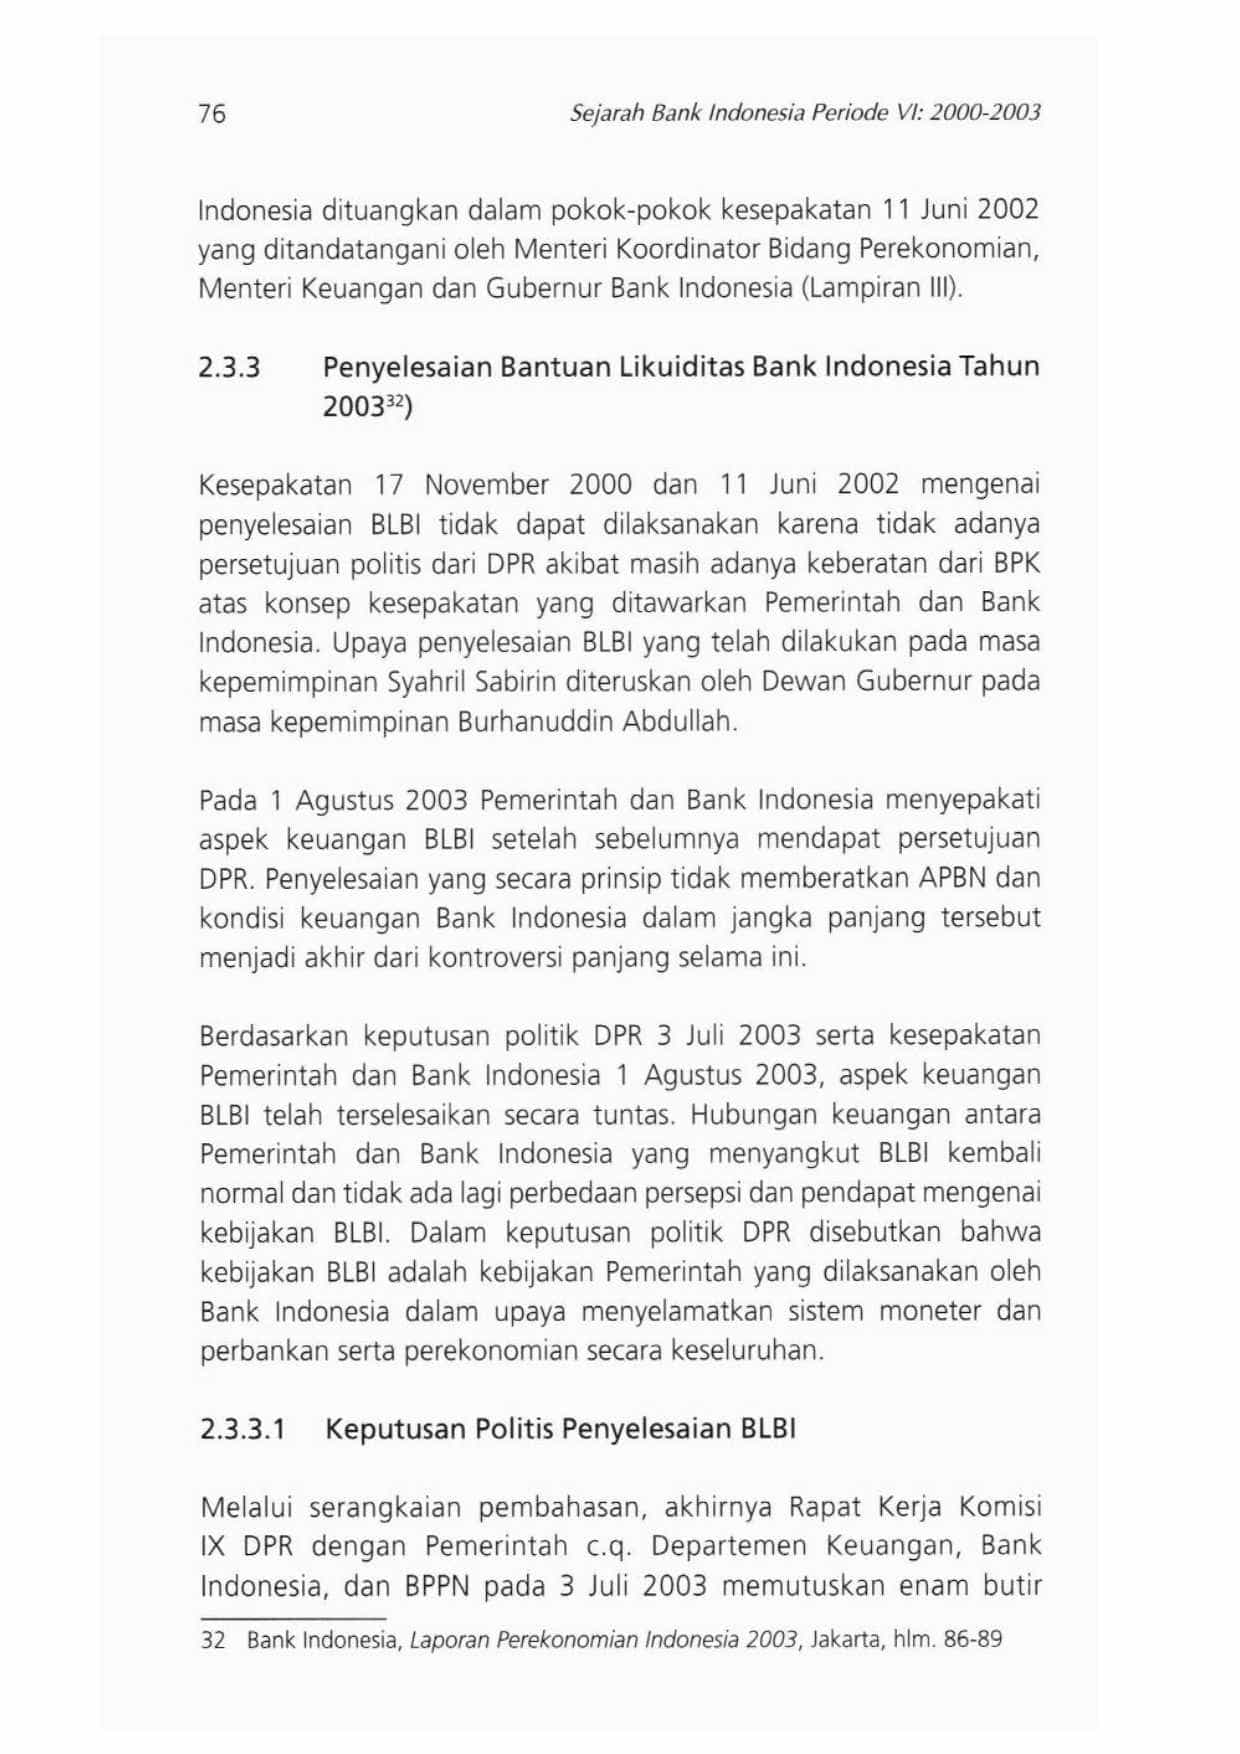 76 Sejarah Bank Indonesia Periode VI: 2000-2003
Indonesia dituangkan dalam pokok-pokok kesepakatan 11 Juni 2002
yang ditandatangani oleh Menteri Koordinator Bidang Perekonomian,
Menteri Keuangan dan Gubernur Bank Indonesia (Lampiran III).
2.3.3 Penyelesaian Bantuan Likuiditas Bank Indonesia Tahun
2003³²)
Kesepakatan 17 November 2000 dan 11 Juni 2002 mengenai
penyelesaian BLBI tidak dapat dilaksanakan karena tidak adanya
persetujuan politis dari DPR akibat masih adanya keberatan dari BPK
atas konsep kesepakatan yang ditawarkan Pemerintah dan Bank
Indonesia. Upaya penyelesaian BLBI yang telah dilakukan pada masa
kepemimpinan Syahril Sabirin diteruskan oleh Dewan Gubernur pada
masa kepemimpinan Burhanuddin Abdullah.
Pada 1 Agustus 2003 Pemerintah dan Bank Indonesia menyepakati
aspek keuangan BLBI setelah sebelumnya mendapat persetujuan
DPR. Penyelesaian yang secara prinsip tidak memberatkan APBN dan
kondisi keuangan Bank Indonesia dalam jangka panjang tersebut
menjadi akhir dari kontroversi panjang selama ini.
Berdasarkan keputusan politik DPR 3 Juli 2003 serta kesepakatan
Pemerintah dan Bank Indonesia 1 Agustus 2003, aspek keuangan
BLBI telah terselesaikan secara tuntas. Hubungan keuangan antara
Pemerintah dan Bank Indonesia yang menyangkut BLBI kembali
normal dan tidak ada lagi perbedaan persepsi dan pendapat mengenai
kebijakan BLBI. Dalam keputusan politik DPR disebutkan bahwa
kebijakan BLBI adalah kebijakan Pemerintah yang dilaksanakan oleh
Bank Indonesia dalam upaya menyelamatkan sistem moneter dan
perbankan serta perekonomian secara keseluruhan.
2.3.3.1 Keputusan Politis Penyelesaian BLBI
Melalui serangkaian pembahasan, akhirnya Rapat Kerja Komisi
IX DPR dengan Pemerintah c.q. Departemen Keuangan, Bank
Indonesia, dan BPPN pada 3 Juli 2003 memutuskan enam butir
32 Bank Indonesia, Laporan Perekonomian Indonesia 2003, Jakarta, hlm. 86-89